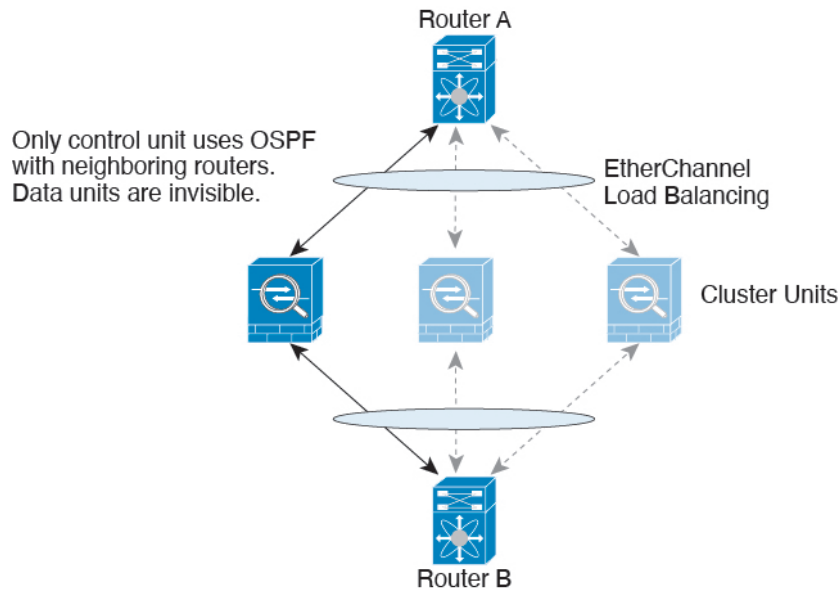 Router A
Only control unit uses OSPF
with neighboring routers.
Data units are invisible.
EtherChannel
Load Balancing
Cluster Units
Router B